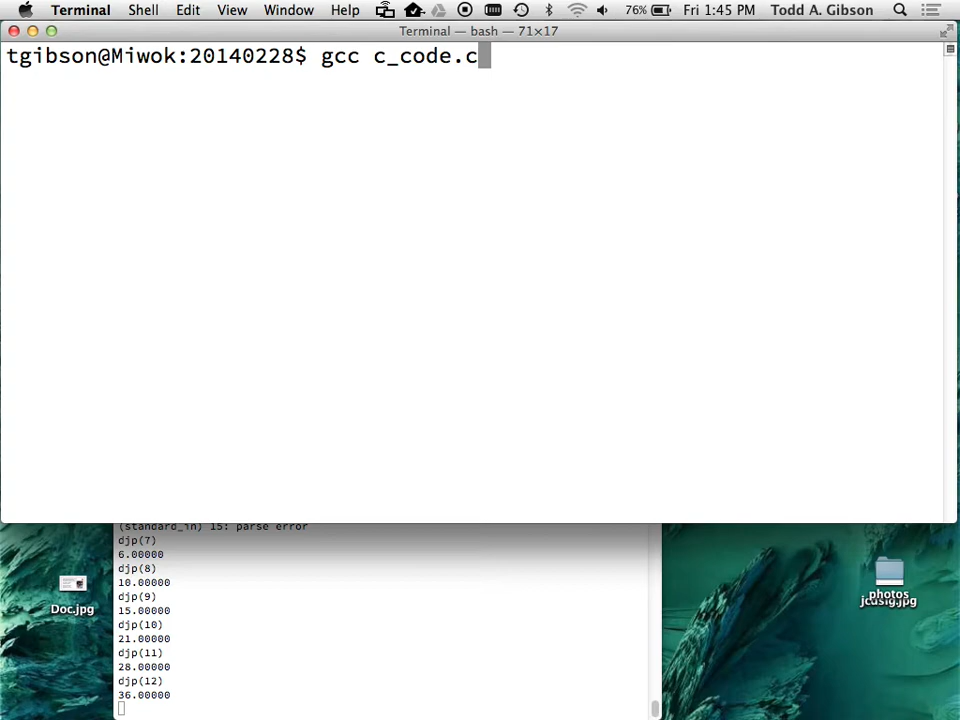 Terminal Shell Edit View Window Help 76% Fri 1:45 PM Todd A. Gibson
Terminal — bash — 71×17
tgibson@Miwok:20140228$ gcc c_code.c
(standard_in) 15: parse error
djp(7)
6.00000
djp(8)
10.00000
djp(9)
15.00000
djp(10)
21.00000
djp(11)
28.00000
djp(12)
36.00000
Doc.jpg
photos